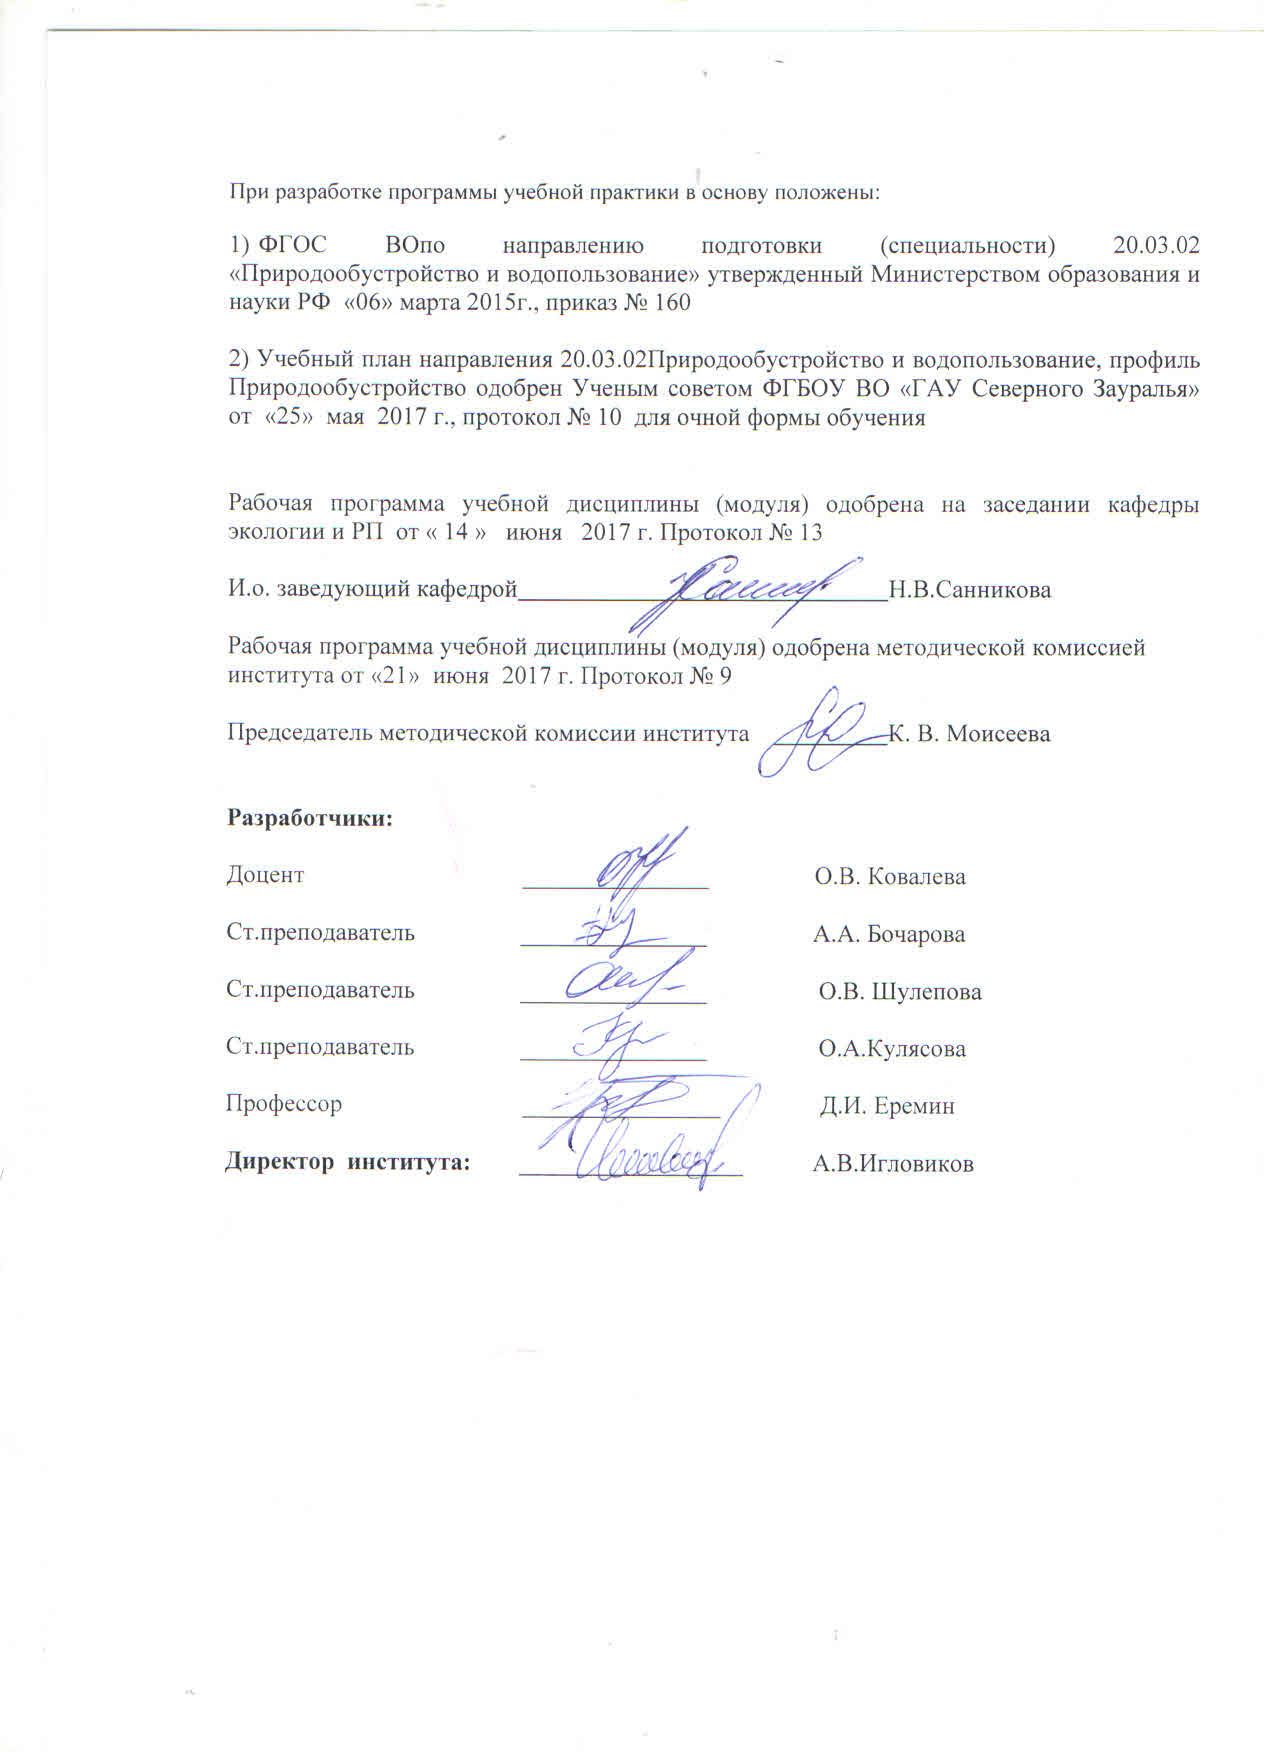 При разработке программы учебной практики в основу положены:
1) ФГОС ВОпо направлению подготовки (специальности) 20.03.02
«Природообустройство и водопользование» утвержденный Министерством образования и
науки РФ «06» марта 2015г., приказ № 160
2) Учебный план направления 20.03.02Природообустройство и водопользование, профиль
Природообустройство одобрен Ученым советом ФГБОУ ВО «ГАУ Северного Зауралья»
от «25» мая 2017 г., протокол № 10 для очной формы обучения
Рабочая программа учебной дисциплины (модуля) одобрена на заседании кафедры
экологии и РП от « 14 » июня 2017 г. Протокол № 13
И.о. заведующий кафедрой Н.В.Санникова
Рабочая программа учебной дисциплины (модуля) одобрена методической комиссией
института от «21» июня 2017 г. Протокол № 9
Председатель методической комиссии института К. В. Моисеева
Разработчики:
Доцент О.В. Ковалева
Ст.преподаватель А.А. Бочарова
Ст.преподаватель О.В. Шулепова
Ст.преподаватель О.А.Кулясова
Профессор Д.И. Еремин
Директор института: А.В.Игловиков